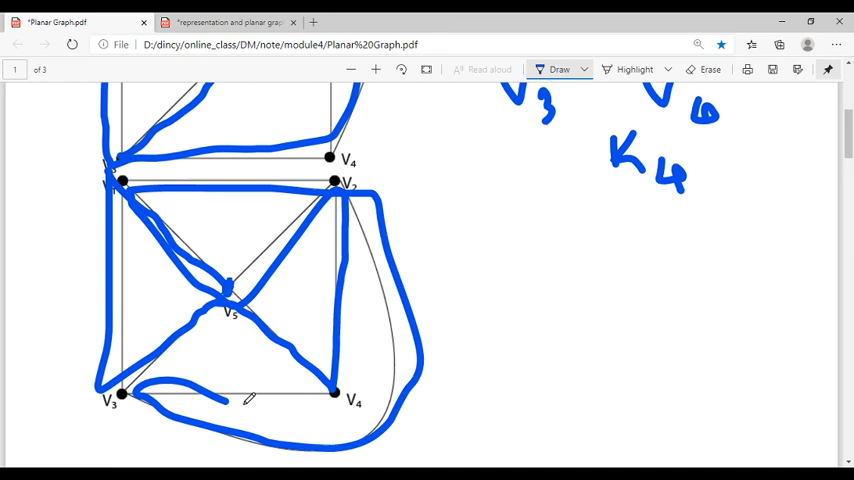 *Planar Graph.pdf
*representation and planar grap
File
D:/dincy/online_class/DM/note/module4/Planar%20Graph.pdf
1 of 3
Read aloud
Draw
Highlight
Erase
V3
K4
V4
V2
V5
V3
V4